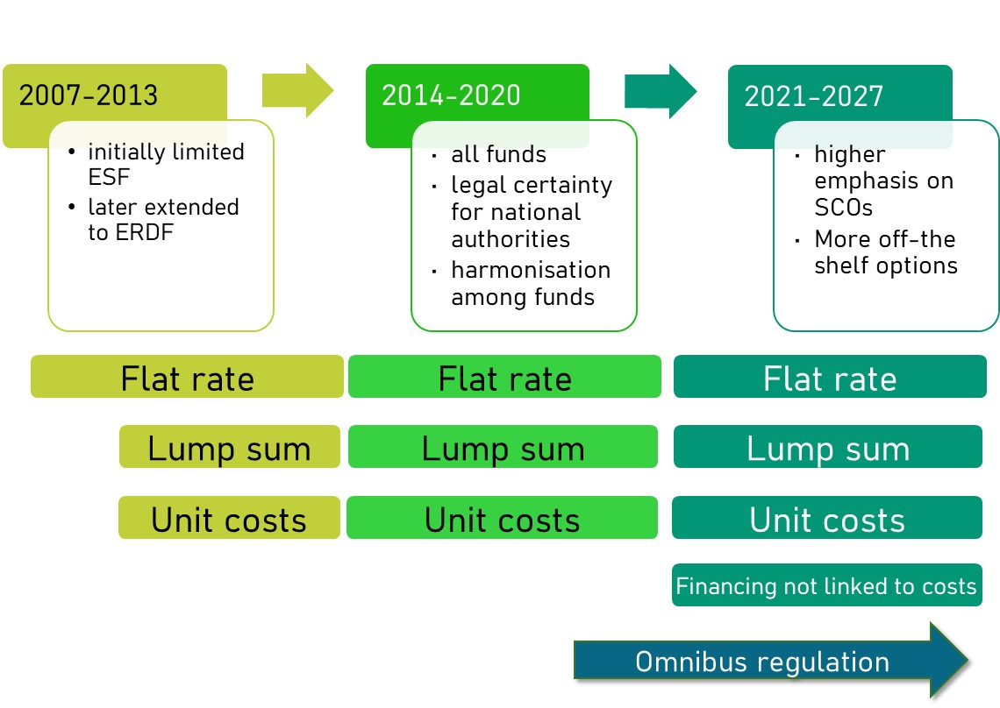 2007-2013
• initially limited
ESF
• later extended
to ERDF
2014-2020
· all funds
· legal certainty
for national
authorities
· harmonisation
among funds
2021-2027
· higher
emphasis on
SCOs
· More off-the
shelf options
Flat rate
Flat rate
Flat rate
Lump sum
Lump sum
Lump sum
Unit costs
Unit costs
Unit costs
Financing not linked to costs
Omnibus regulation